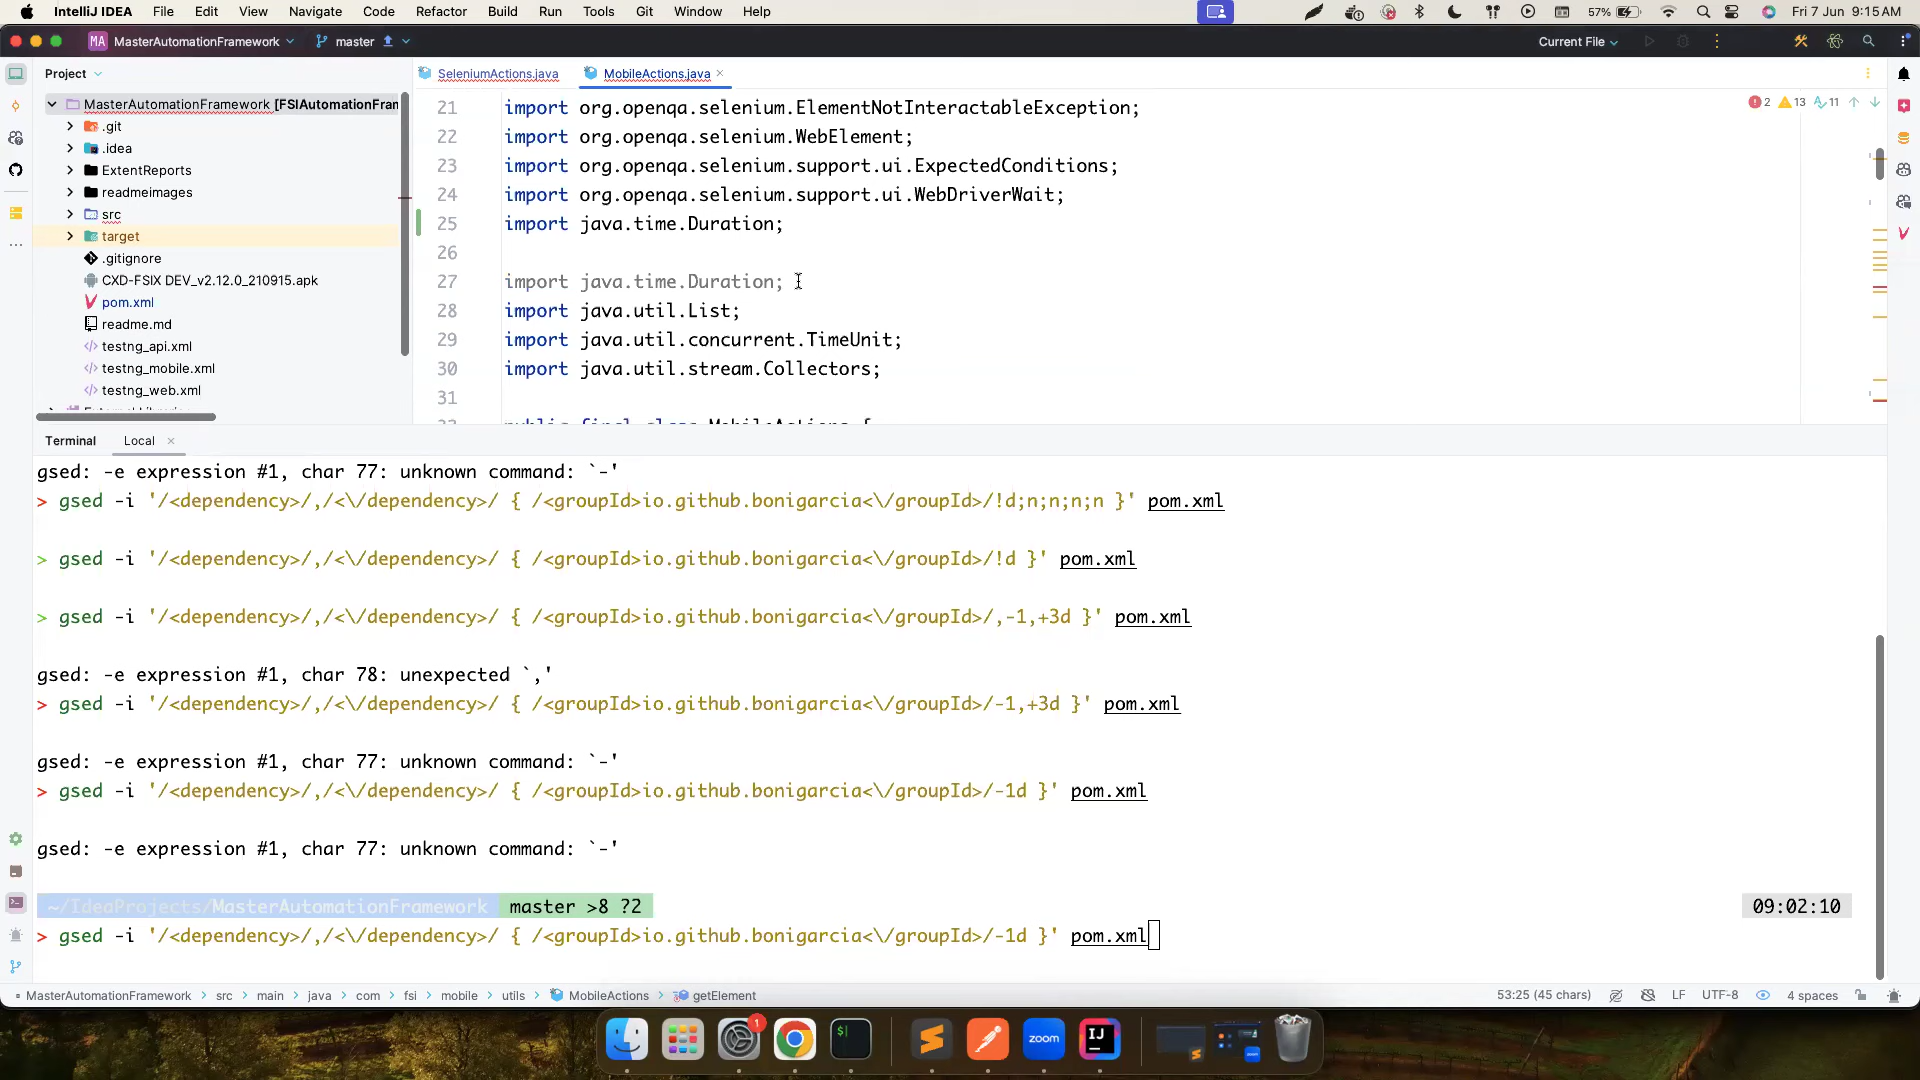 IntelliJ IDEA File Edit View Navigate Code Refactor Build Run Tools Git Window Help 57% Fri 7 Jun 9:15 AM
MA MasterAutomationFramework master Current File
Project SeleniumActions.java MobileActions.java
MasterAutomationFramework [FSIAutomationFran
.git
.idea
ExtentReports
readmeimages
src
target
.gitignore
CXD-FSIX DEV_v2.12.0_210915.apk
pom.xml
readme.md
testng_api.xml
testng_mobile.xml
testng_web.xml
2 13 11
21 import org.openqa.selenium.ElementNotInteractableException;
22 import org.openqa.selenium.WebElement;
23 import org.openqa.selenium.support.ui.ExpectedConditions;
24 import org.openqa.selenium.support.ui.WebDriverWait;
25 import java.time.Duration;
26
27 import java.time.Duration;
28 import java.util.List;
29 import java.util.concurrent.TimeUnit;
30 import java.util.stream.Collectors;
31
public final class MobileActions {
Terminal Local
gsed: -e expression #1, char 77: unknown command: `-'
> gsed -i '/<dependency>/,/<\/dependency>/ { /<groupId>io.github.bonigarcia<\/groupId>/!d;n;n;n;n }' pom.xml
> gsed -i '/<dependency>/,/<\/dependency>/ { /<groupId>io.github.bonigarcia<\/groupId>/!d }' pom.xml
> gsed -i '/<dependency>/,/<\/dependency>/ { /<groupId>io.github.bonigarcia<\/groupId>/,-1,+3d }' pom.xml
gsed: -e expression #1, char 78: unexpected `,'
> gsed -i '/<dependency>/,/<\/dependency>/ { /<groupId>io.github.bonigarcia<\/groupId>/-1,+3d }' pom.xml
gsed: -e expression #1, char 77: unknown command: `-'
> gsed -i '/<dependency>/,/<\/dependency>/ { /<groupId>io.github.bonigarcia<\/groupId>/-1d }' pom.xml
gsed: -e expression #1, char 77: unknown command: `-'
~/IdeaProjects/MasterAutomationFramework master >8 ?2 09:02:10
> gsed -i '/<dependency>/,/<\/dependency>/ { /<groupId>io.github.bonigarcia<\/groupId>/-1d }' pom.xml
MasterAutomationFramework > src > main > java > com > fsi > mobile > utils > MobileActions > getElement 53:25 (45 chars) LF UTF-8 4 spaces
1
$
zoom
IJ